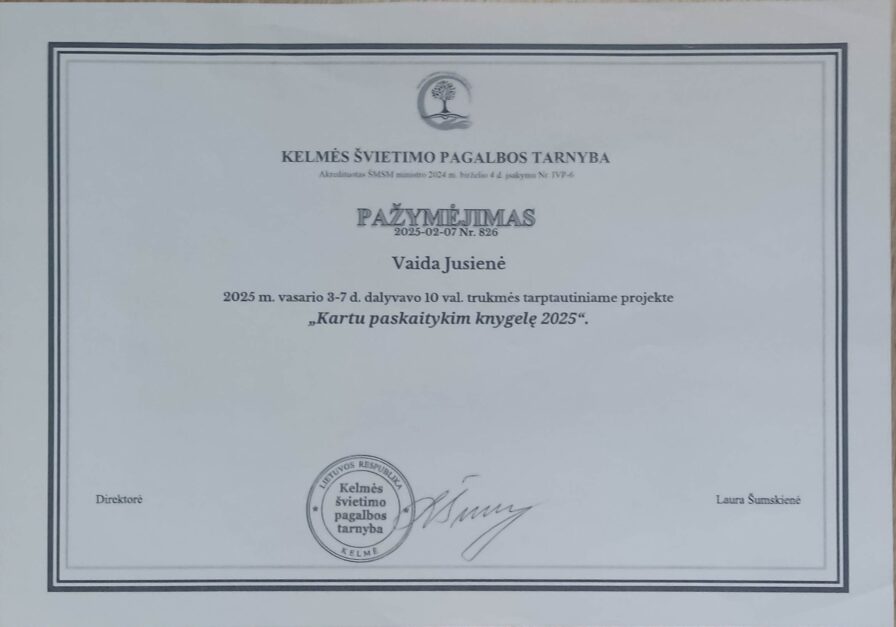 KELMĖS ŠVIETIMO PAGALBOS TARNYBA
Akredituotas ŠMSM ministro 2024 m. birželio 4 d. įsakymu Nr. IVP-6
PAŽYMĖJIMAS
2025-02-07 Nr. 826
Vaida Jusienė
2025 m. vasario 3-7 d. dalyvavo 10 val. trukmės tarptautiniame projekte
„Kartu paskaitykim knygelę 2025“.
LIETUVOS RESPUBLIKA
Kelmės
švietimo
pagalbos
tarnyba
KELMĖ
Direktorė
Laura Šumskienė